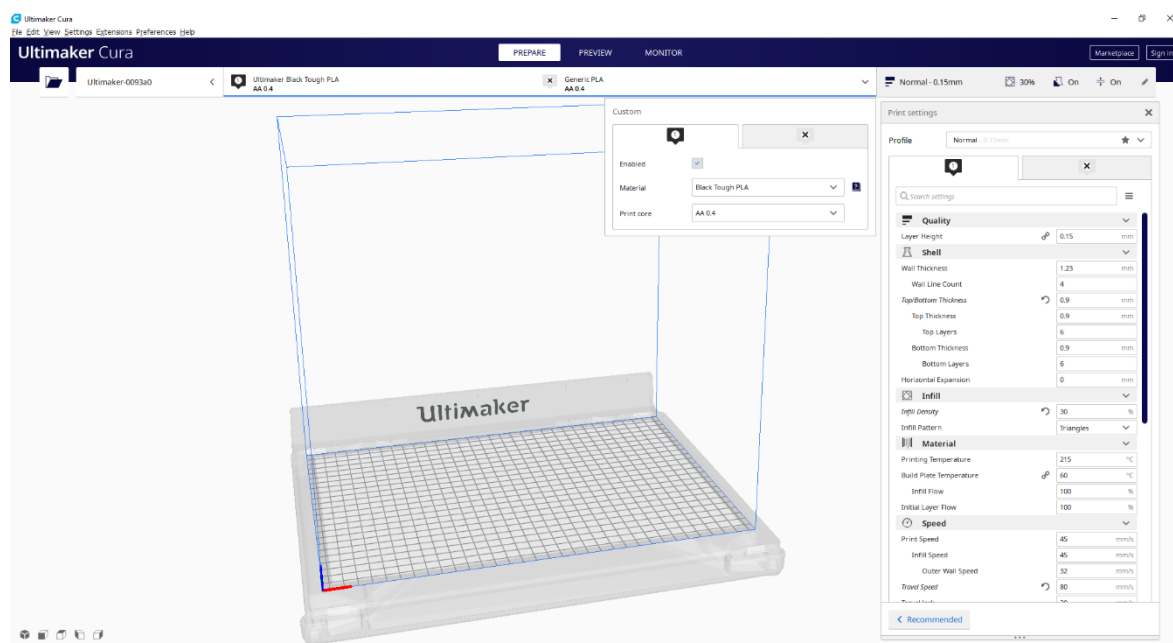 Ultimaker Cura
File Edit View Settings Extensions Preferences Help
Ultimaker Cura
PREPARE PREVIEW MONITOR
Marketplace Sign in
Ultimaker-0093a0
Ultimaker Black Tough PLA
AA 0.4
Generic PLA
AA 0.4
Normal - 0.15mm 30% On On
Custom
Enabled
Material Black Tough PLA
Print core AA 0.4
Ultimaker
Print settings
Profile Normal - 0.15mm
Search settings
Quality
Layer Height 0.15 mm
Shell
Wall Thickness 1.23 mm
Wall Line Count 4
Top/Bottom Thickness 0.9 mm
Top Thickness 0.9 mm
Top Layers 6
Bottom Thickness 0.9 mm
Bottom Layers 6
Horizontal Expansion 0 mm
Infill
Infill Density 30 %
Infill Pattern Triangles
Material
Printing Temperature 215 °C
Build Plate Temperature 60 °C
Infill Flow 100 %
Initial Layer Flow 100 %
Speed
Print Speed 45 mm/s
Infill Speed 45 mm/s
Outer Wall Speed 32 mm/s
Travel Speed 80 mm/s
Recommended